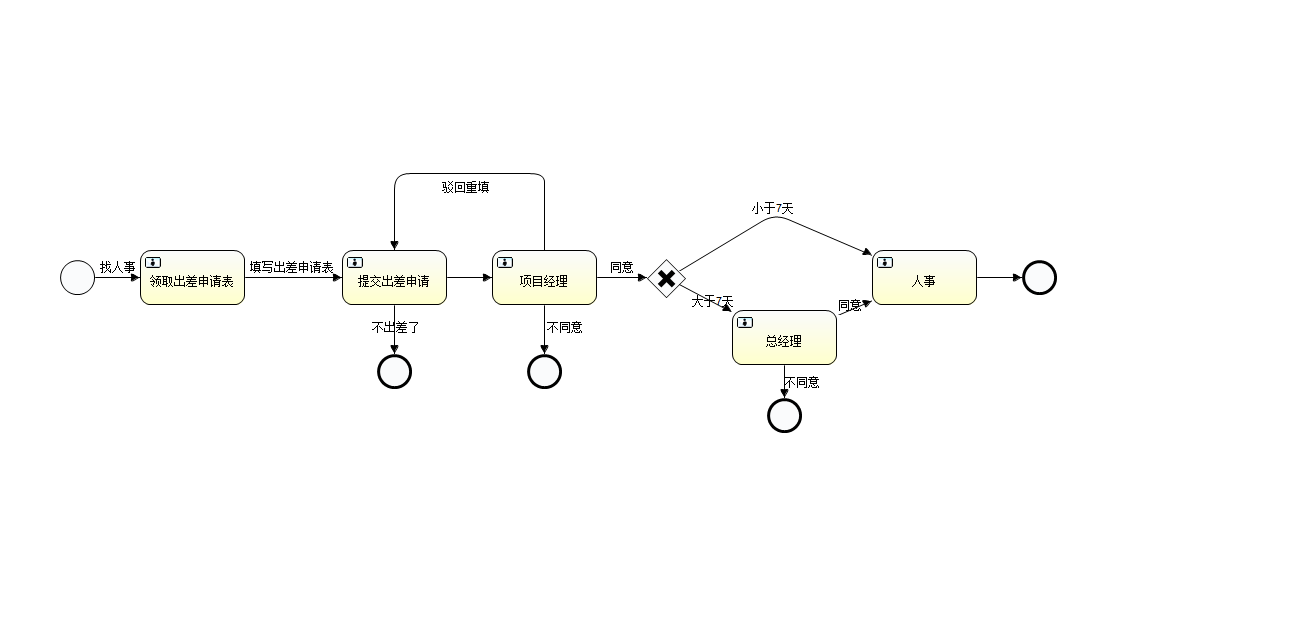 驳回重填
小于7天
找人事
领取出差申请表
填写出差申请表
提交出差申请
项目经理
同意
人事
大于7天
同意
不出差了
不同意
总经理
不同意